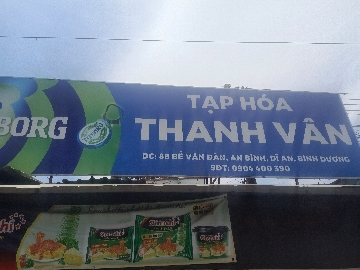 BORG
TẠP HÓA
THANH VÂN
ĐC: 88 BẾ VĂN ĐÀN, AN BÌNH, DĨ AN, BÌNH DƯƠNG
SĐT: 0904 400 390